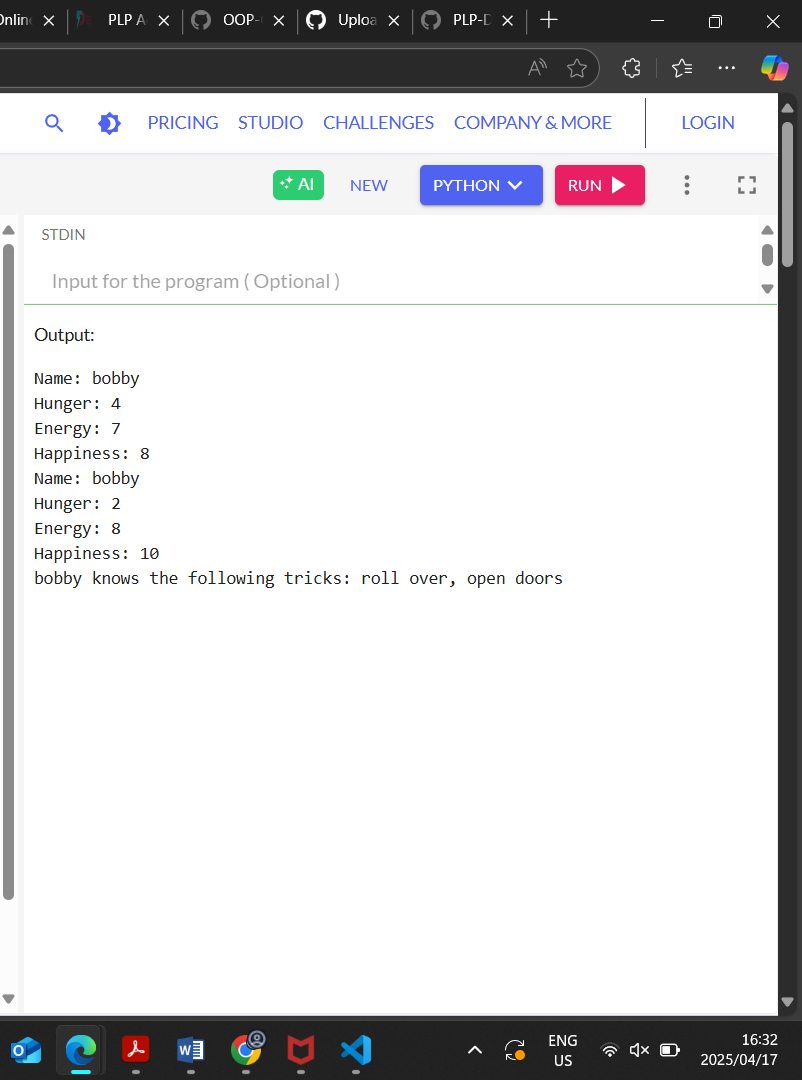 Online
PLP A
OOP-
Uploa
PLP-D
PRICING
STUDIO
CHALLENGES
COMPANY & MORE
LOGIN
AI
NEW
PYTHON
RUN
STDIN
Input for the program ( Optional )
Output:
Name: bobby
Hunger: 4
Energy: 7
Happiness: 8
Name: bobby
Hunger: 2
Energy: 8
Happiness: 10
bobby knows the following tricks: roll over, open doors
ENG
US
16:32
2025/04/17